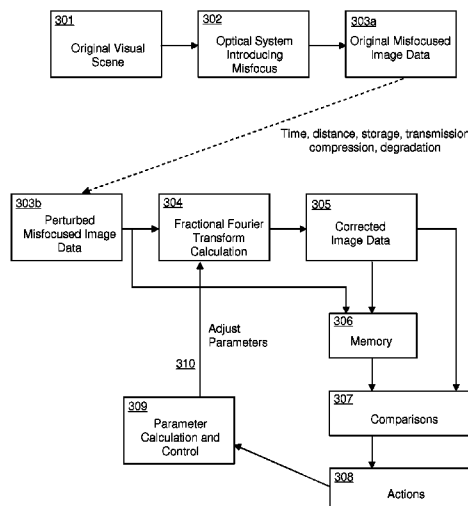 301
Original Visual
Scene
302
Optical System
Introducing
Misfocus
303a
Original Misfocused
Image Data
Time, distance, storage, transmission,
compression, degradation
303b
Perturbed
Misfocused Image
Data
304
Fractional Fourier
Transform
Calculation
305
Corrected
Image Data
306
Memory
Adjust
Parameters
310
307
Comparisons
309
Parameter
Calculation and
Control
308
Actions